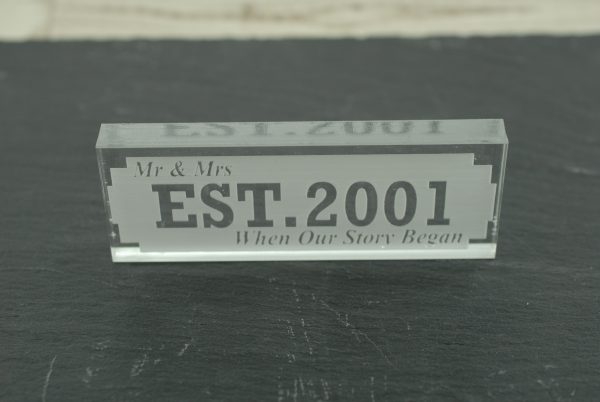 Mr & Mrs
EST.2001
When Our Story Began